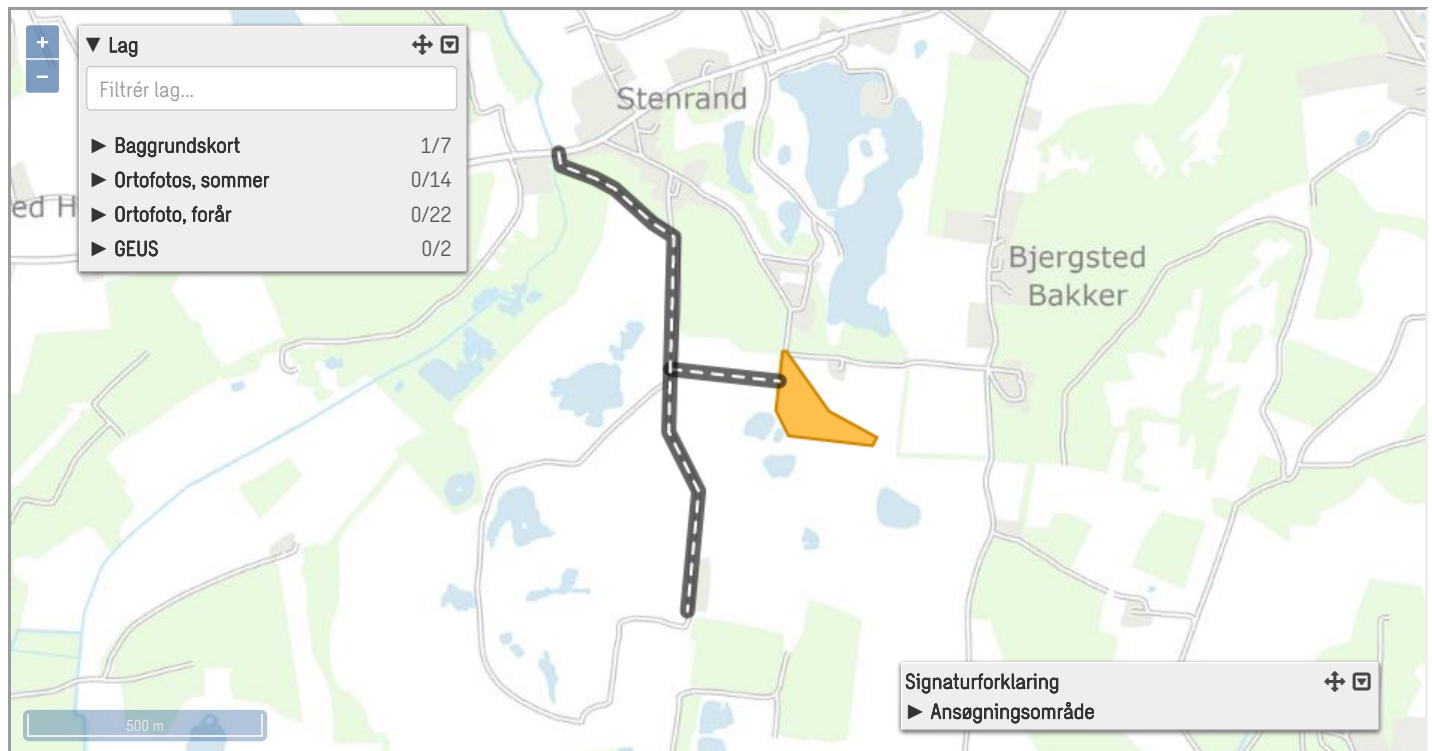 +
−
Lag
Filtrér lag...
Baggrundskort 1/7
Ortofotos, sommer 0/14
Ortofoto, forår 0/22
GEUS 0/2
Stenrand
ed H
Bjergsted
Bakker
Signaturforklaring
Ansøgningsområde
500 m